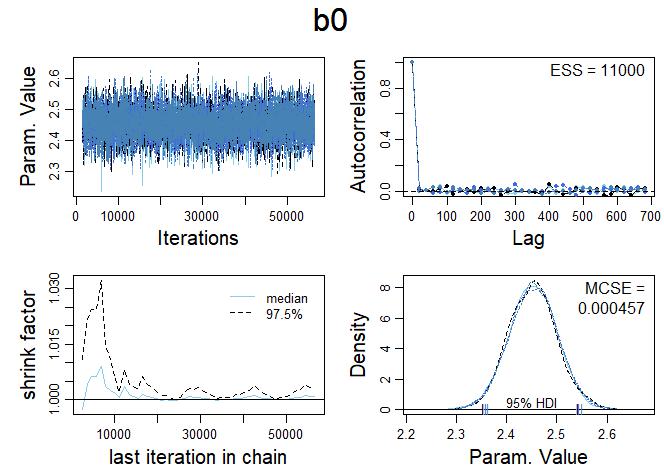 b0
Param. Value
2.3 2.4 2.5 2.6
0 10000 30000 50000
Iterations
Autocorrelation
0.0 0.4 0.8
ESS = 11000
0 100 200 300 400 500 600 700
Lag
shrink factor
1.000 1.015 1.030
median
97.5%
10000 30000 50000
last iteration in chain
Density
0 2 4 6 8
MCSE =
0.000457
95% HDI
2.2 2.3 2.4 2.5 2.6
Param. Value